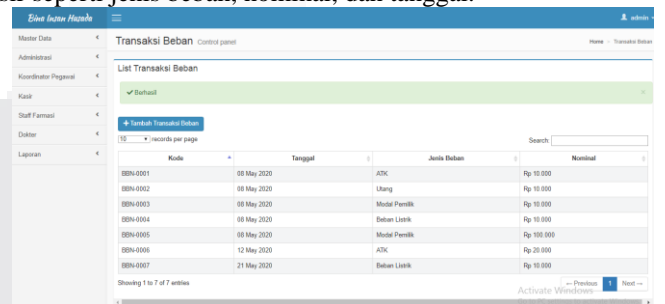 seperti jenis beban, nominal, dan tanggal.
Bina Insan Husada
admin
Master Data
Administrasi
Koordinator Pegawai
Kasir
Staff Farmasi
Dokter
Laporan
Transaksi Beban Control panel
Home Transaksi Beban
List Transaksi Beban
Berhasil
+ Tambah Transaksi Beban
10 records per page
Search:
Kode Tanggal Jenis Beban Nominal
BBN-0001 08 May 2020 ATK Rp 10.000
BBN-0002 08 May 2020 Utang Rp 10.000
BBN-0003 08 May 2020 Modal Pemilik Rp 10.000
BBN-0004 08 May 2020 Beban Listrik Rp 10.000
BBN-0005 08 May 2020 Modal Pemilik Rp 100.000
BBN-0006 12 May 2020 ATK Rp 20.000
BBN-0007 21 May 2020 Beban Listrik Rp 10.000
Showing 1 to 7 of 7 entries
← Previous 1 Next →
Activate Windows